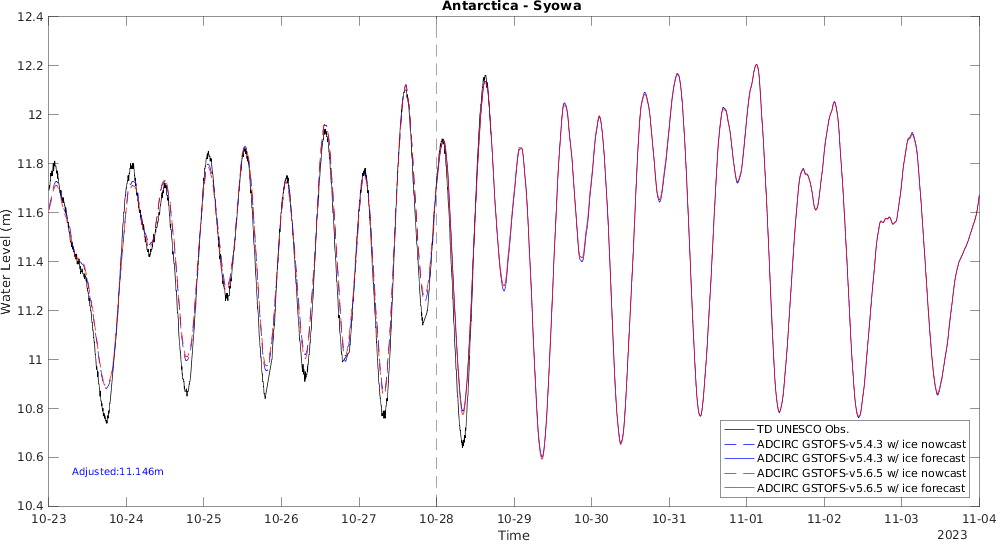 Antarctica - Syowa
12.4
12.2
12
11.8
11.6
11.4
11.2
11
10.8
10.6
10.4
Water Level (m)
Adjusted:11.146m
TD UNESCO Obs.
ADCIRC GSTOFS-v5.4.3 w/ ice nowcast
ADCIRC GSTOFS-v5.4.3 w/ ice forecast
ADCIRC GSTOFS-v5.6.5 w/ ice nowcast
ADCIRC GSTOFS-v5.6.5 w/ ice forecast
10-23 10-24 10-25 10-26 10-27 10-28 10-29 10-30 10-31 11-01 11-02 11-03 11-04
Time
2023